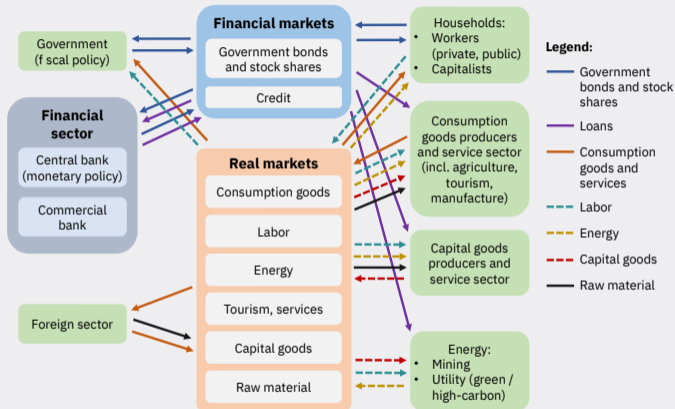 Government
(f scal policy)
Financial
sector
Central bank
(monetary policy)
Commercial
bank
Foreign sector
Financial markets
Government bonds
and stock shares
Credit
Real markets
Consumption goods
Labor
Energy
Tourism, services
Capital goods
Raw material
Households:
• Workers
(private, public)
• Capitalists
Consumption
goods producers
and service sector
(incl. agriculture,
tourism,
manufacture)
Capital goods
producers and
service sector
Energy:
• Mining
• Utility (green /
high-carbon)
Legend:
Government
bonds and stock
shares
Loans
Consumption
goods and
services
Labor
Energy
Capital goods
Raw material